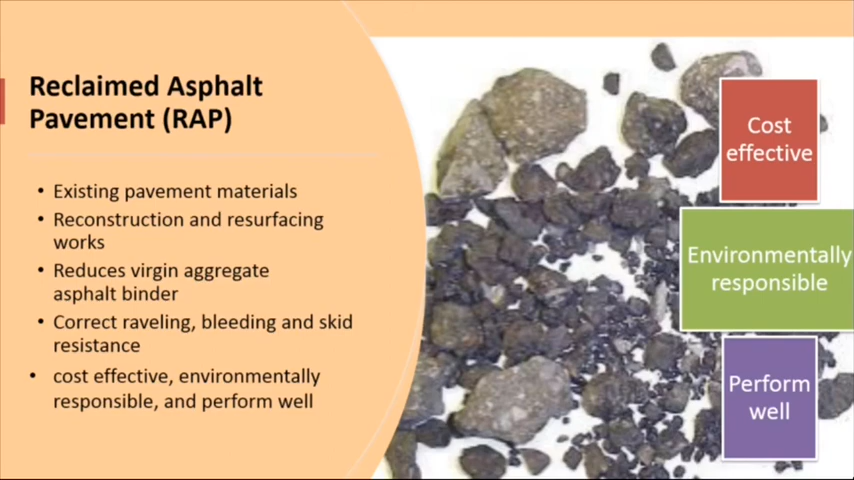 Reclaimed Asphalt
Pavement (RAP)
• Existing pavement materials
• Reconstruction and resurfacing
works
• Reduces virgin aggregate
asphalt binder
• Correct raveling, bleeding and skid
resistance
• cost effective, environmentally
responsible, and perform well
Cost
effective
Environmentally
responsible
Perform
well